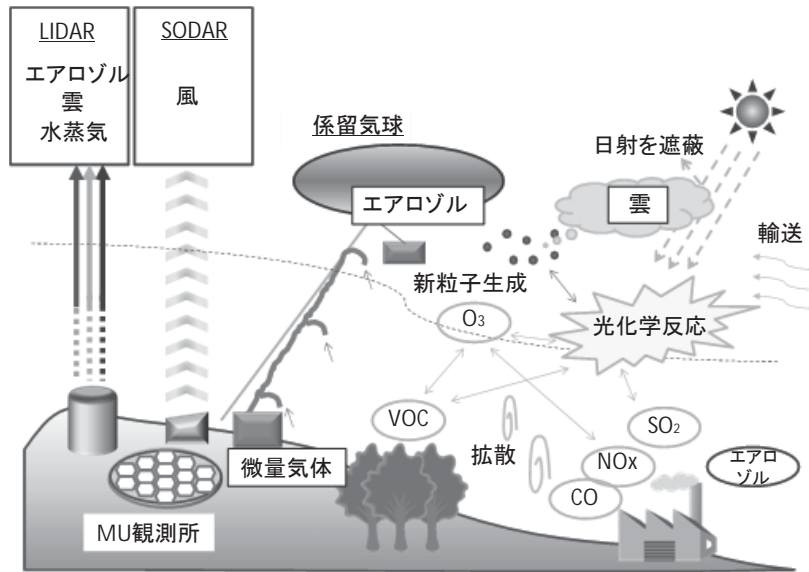 LIDAR
エアロゾル
雲
水蒸気
SODAR
風
係留気球
エアロゾル
日射を遮蔽
雲
輸送
新粒子生成
O3
光化学反応
VOC
SO2
拡散
NOx
CO
エアロ
ゾル
微量気体
MU観測所